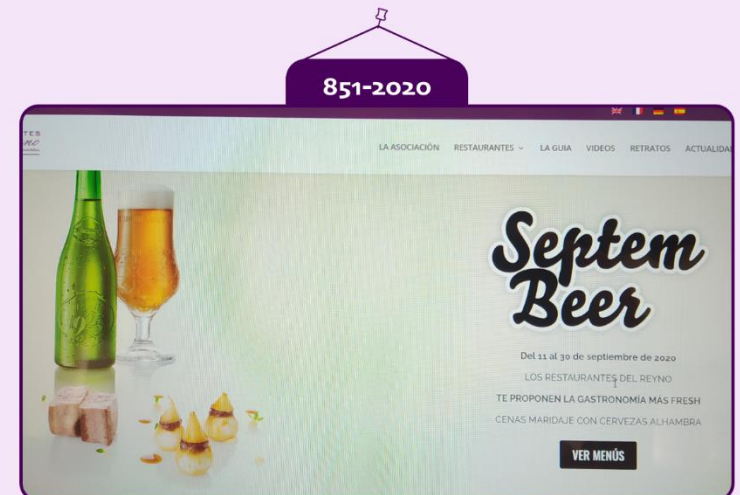 851-2020
LA ASOCIACIÓN RESTAURANTES LA GUIA VIDEOS RETRATOS
Septem
Beer
Del 11 al 30 de septiembre de 2020
LOS RESTAURANTES DEL REYNO
TE PROPONEN LA GASTRONOMÍA MÁS FRESH
CENAS MARIDAJE CON CERVEZAS ALHAMBRA
VER MENÚS